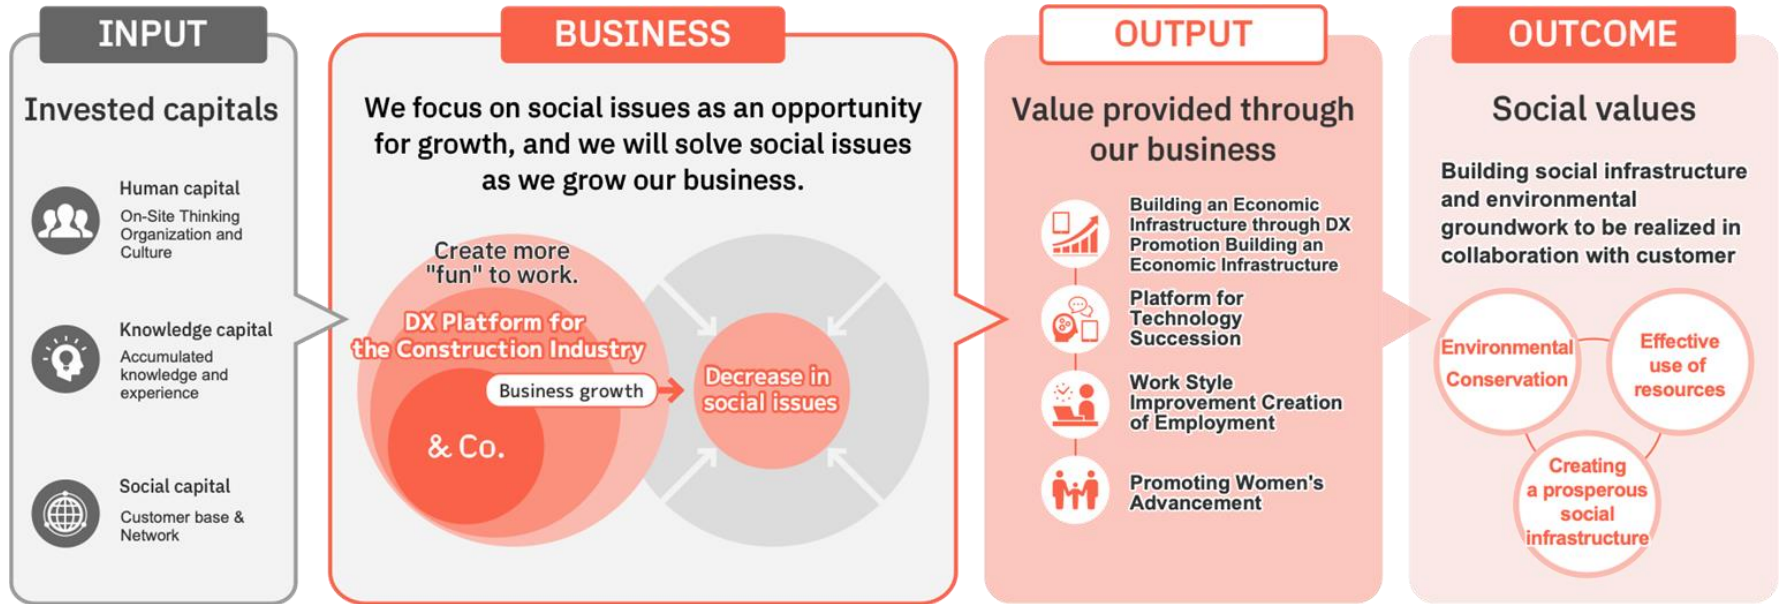 INPUT
Invested capitals
Human capital
On-Site Thinking
Organization and
Culture
Knowledge capital
Accumulated
knowledge and
experience
Social capital
Customer base &
Network
BUSINESS
We focus on social issues as an opportunity
for growth, and we will solve social issues
as we grow our business.
Create more
"fun" to work.
DX Platform for
the Construction Industry
Business growth
& Co.
Decrease in
social issues
OUTPUT
Value provided through
our business
Building an Economic
Infrastructure through DX
Promotion Building an
Economic Infrastructure
Platform for
Technology
Succession
Work Style
Improvement Creation
of Employment
Promoting Women's
Advancement
OUTCOME
Social values
Building social infrastructure
and environmental
groundwork to be realized in
collaboration with customer
Environmental
Conservation
Effective
use of
resources
Creating
a prosperous
social
infrastructure